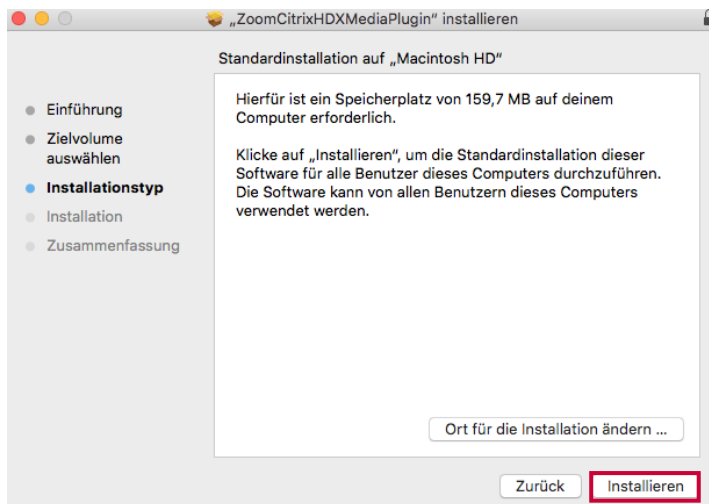 „ZoomCitrixHDXMediaPlugin“ installieren
Standardinstallation auf „Macintosh HD“
Einführung
Zielvolume
auswählen
Installationstyp
Installation
Zusammenfassung
Hierfür ist ein Speicherplatz von 159,7 MB auf deinem
Computer erforderlich.
Klicke auf „Installieren“, um die Standardinstallation dieser
Software für alle Benutzer dieses Computers durchzuführen.
Die Software kann von allen Benutzern dieses Computers
verwendet werden.
Ort für die Installation ändern ...
Zurück
Installieren